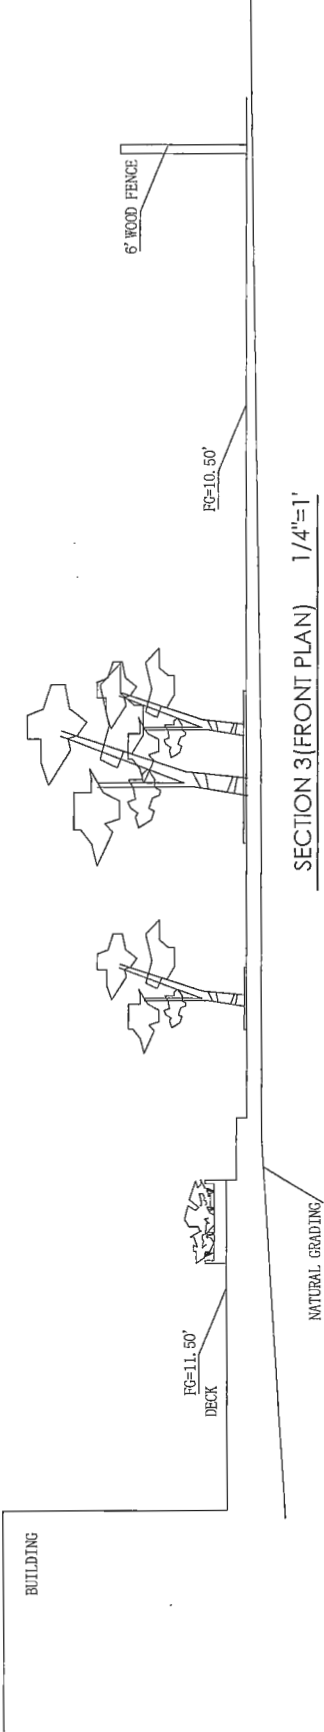 BUILDING
FG=11.50'
DECK
NATURAL GRADING
FG=10.50'
6' WOOD FENCE
SECTION 3(FRONT PLAN) 1/4"=1'